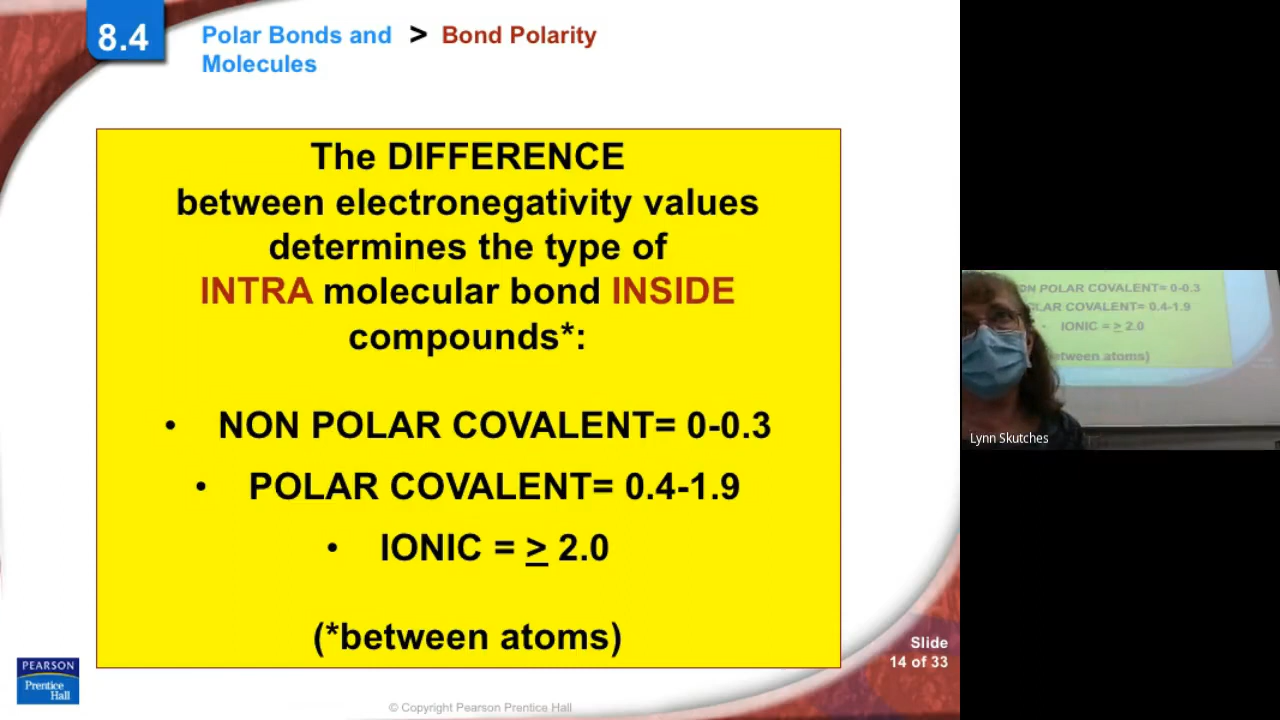 8.4
Polar Bonds and > Bond Polarity
Molecules
The DIFFERENCE
between electronegativity values
determines the type of
INTRA molecular bond INSIDE
compounds*:
• NON POLAR COVALENT= 0-0.3
• POLAR COVALENT= 0.4-1.9
• IONIC = ≥ 2.0
(*between atoms)
Slide
14 of 33
PEARSON
Prentice
Hall
© Copyright Pearson Prentice Hall
POLAR COVALENT= 0-0.3
COVALENT= 0.4-1.9
IONIC = ≥ 2.0
between atoms)
Lynn Skutches